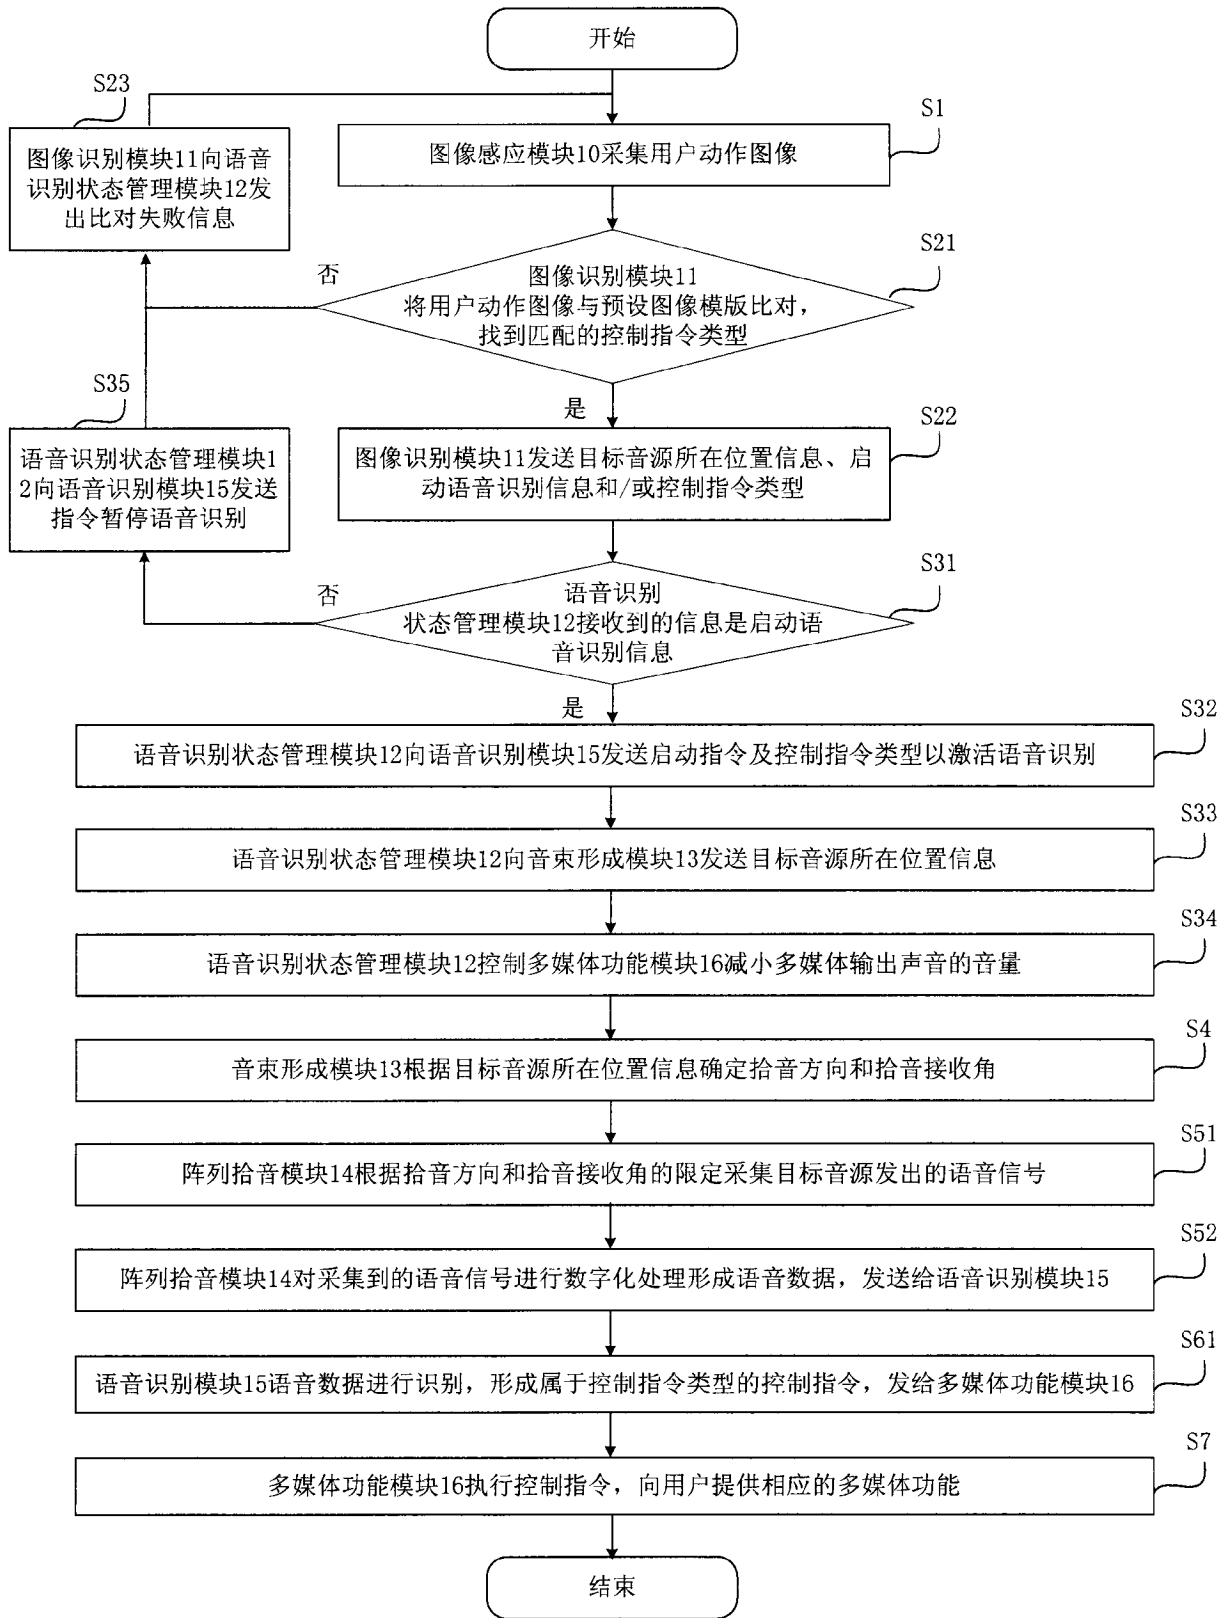 开始
S23
图像识别模块11向语音
识别状态管理模块12发
出比对失败信息
S1
图像感应模块10采集用户动作图像
S21
否
图像识别模块11
将用户动作图像与预设图像模版比对，
找到匹配的控制指令类型
S35
语音识别状态管理模块1
2向语音识别模块15发送
指令暂停语音识别
是
S22
图像识别模块11发送目标音源所在位置信息、启
动语音识别信息和/或控制指令类型
S31
否
语音识别
状态管理模块12接收到的信息是启动语
音识别信息
是
S32
语音识别状态管理模块12向语音识别模块15发送启动指令及控制指令类型以激活语音识别
S33
语音识别状态管理模块12向音束形成模块13发送目标音源所在位置信息
S34
语音识别状态管理模块12控制多媒体功能模块16减小多媒体输出声音的音量
S4
音束形成模块13根据目标音源所在位置信息确定拾音方向和拾音接收角
S51
阵列拾音模块14根据拾音方向和拾音接收角的限定采集目标音源发出的语音信号
S52
阵列拾音模块14对采集到的语音信号进行数字化处理形成语音数据，发送给语音识别模块15
S61
语音识别模块15语音数据进行识别，形成属于控制指令类型的控制指令，发给多媒体功能模块16
S7
多媒体功能模块16执行控制指令，向用户提供相应的多媒体功能
结束